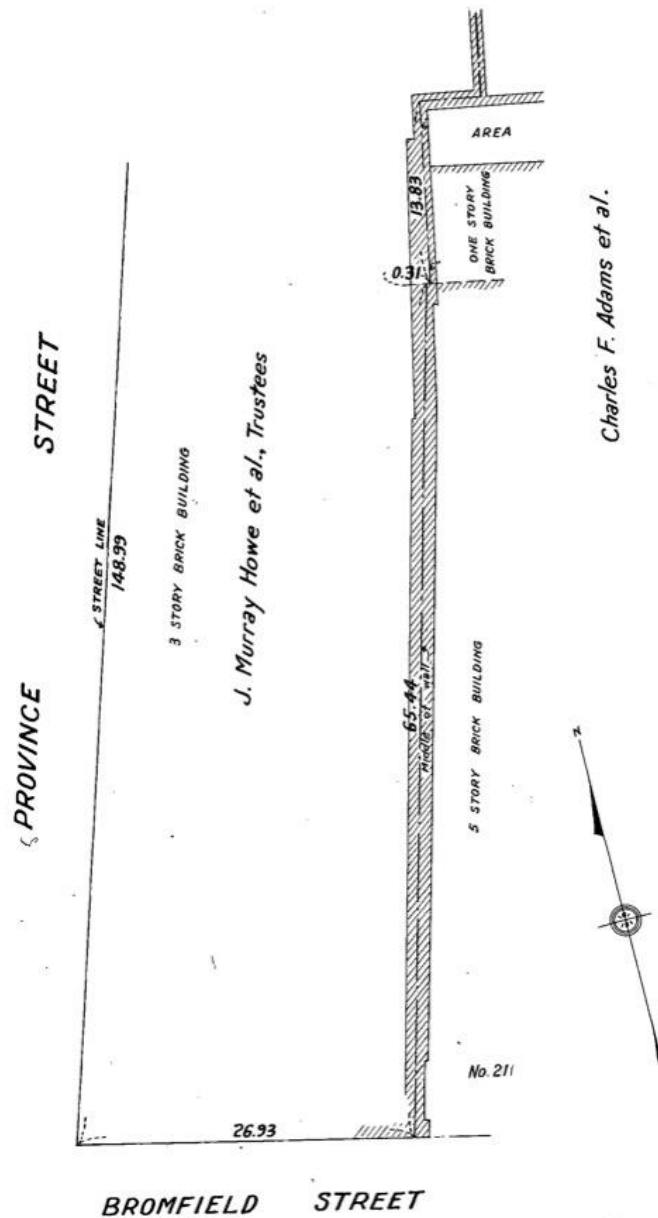 AREA
13.83
ONE STORY
BRICK BUILDING
0.31
Charles F. Adams et al.
PROVINCE STREET
STREET LINE
148.99
3 STORY BRICK BUILDING
J. Murray Howe et al., Trustees
65.44
Middle of wall
5 STORY BRICK BUILDING
N
No. 211
26.93
BROMFIELD STREET